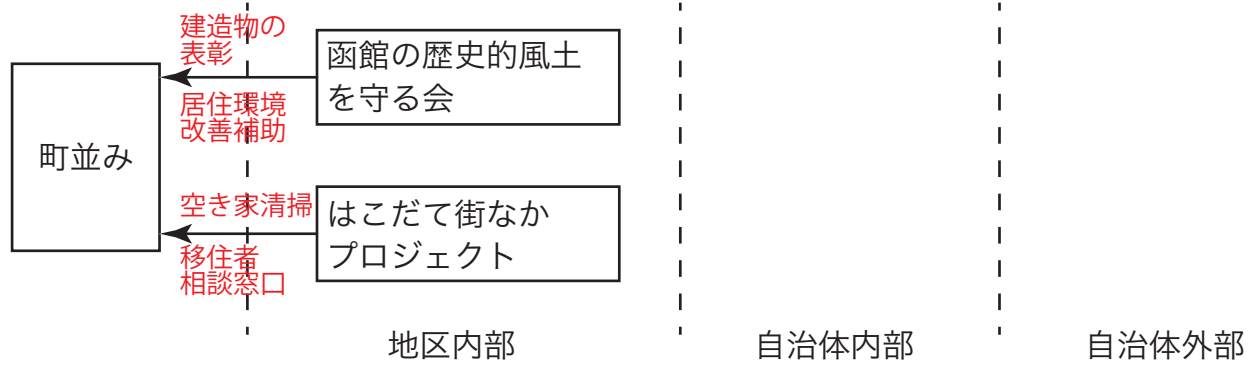 建造物の
表彰
函館の歴史的風土
を守る会
居住環境
改善補助
町並み
空き家清掃
はこだて街なか
プロジェクト
移住者
相談窓口
地区内部
自治体内部
自治体外部